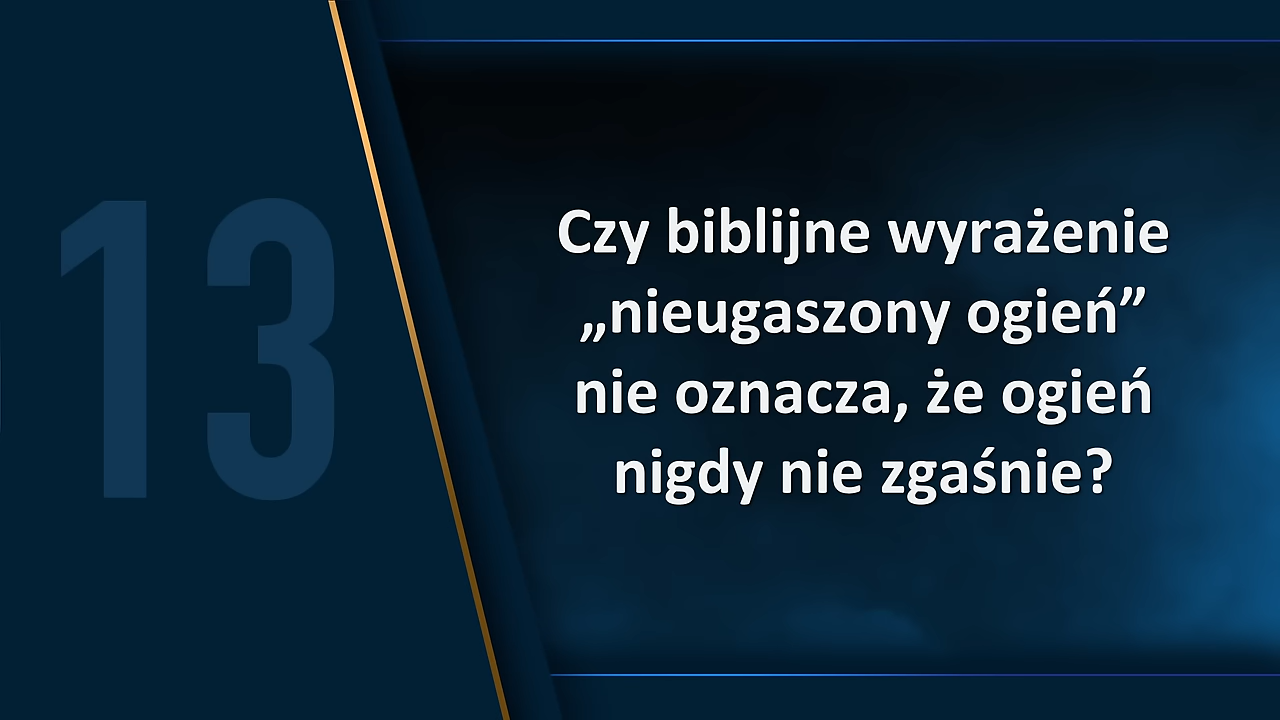 13
Czy biblijne wyrażenie
„nieugaszony ogień”
nie oznacza, że ogień
nigdy nie zgaśnie?